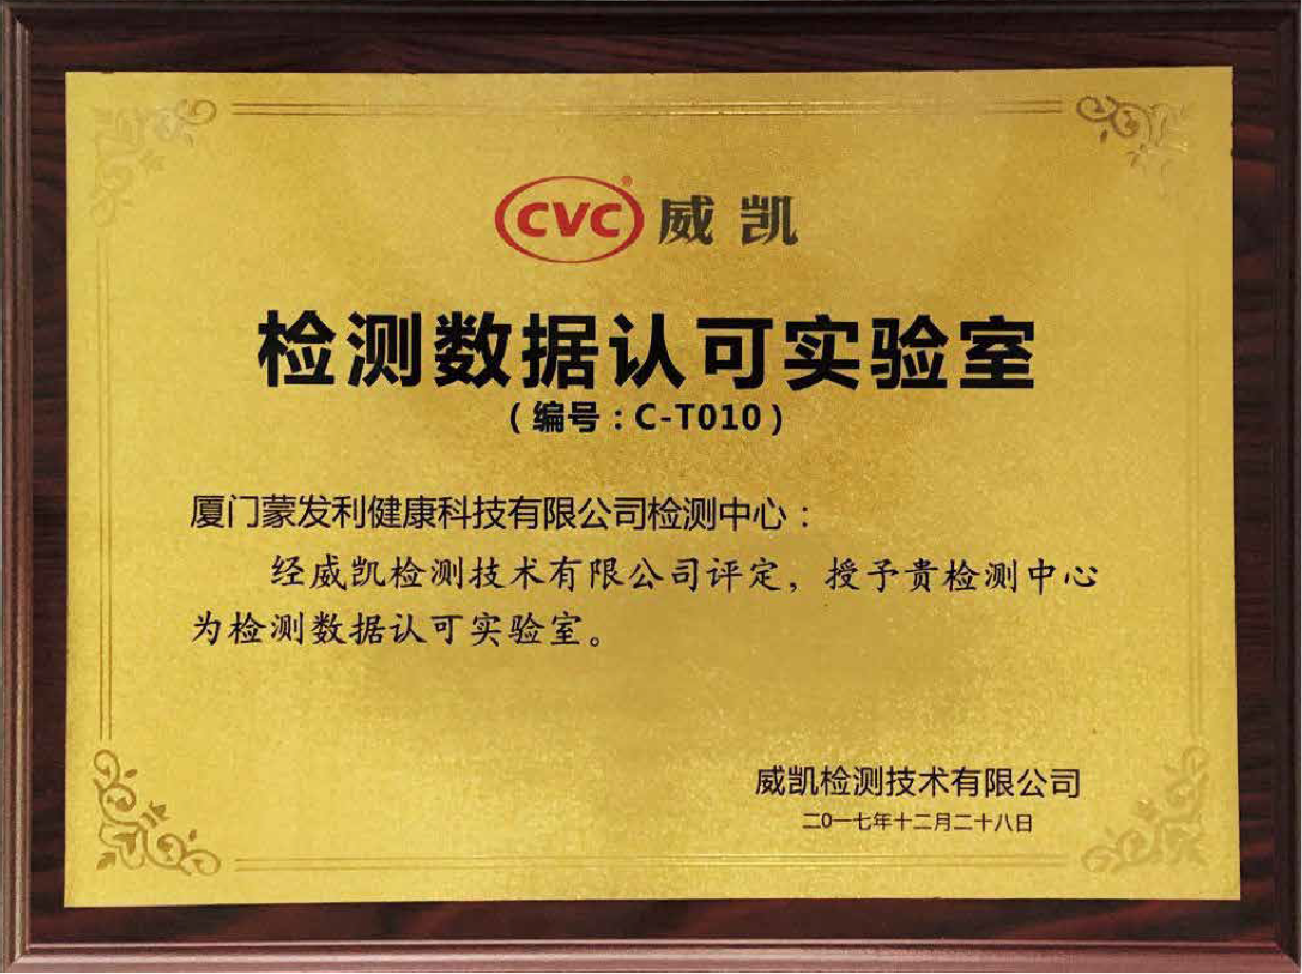 CVC® 威凯
检测数据认可实验室
（编号：C-T010）
厦门蒙发利健康科技有限公司检测中心：
经威凯检测技术有限公司评定，授予贵检测中心
为检测数据认可实验室。
威凯检测技术有限公司
二0一七年十二月二十八日